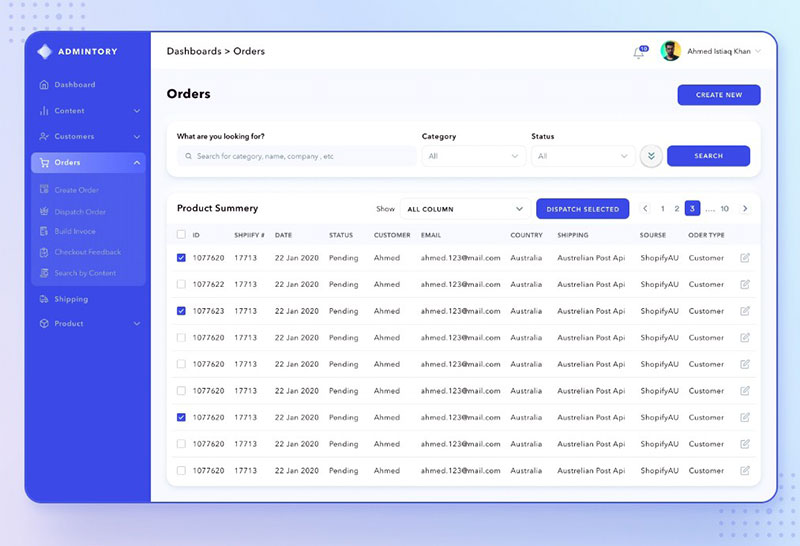 ADMINTORY
Dashboard
Content
Customers
Orders
Create Order
Dispatch Order
Build Invoce
Checkout Feedback
Search by Content
Shipping
Product
Dashboards > Orders
10
Ahmed Istiaq Khan
Orders
CREATE NEW
What are you looking for? Category Status
Search for category, name, company , etc All All SEARCH
Product Summery Show ALL COLUMN DISPATCH SELECTED 1 2 3 .... 10
ID SHPIIFY # DATE STATUS CUSTOMER EMAIL COUNTRY SHIPPING SOURSE ODER TYPE
1077620 17713 22 Jan 2020 Pending Ahmed ahmed.123@mail.com Australia Austrelian Post Api ShopifyAU Customer
1077622 17713 22 Jan 2020 Pending Ahmed ahmed.123@mail.com Australia Austrelian Post Api ShopifyAU Customer
1077623 17713 22 Jan 2020 Pending Ahmed ahmed.123@mail.com Australia Austrelian Post Api ShopifyAU Customer
1077620 17713 22 Jan 2020 Pending Ahmed ahmed.123@mail.com Australia Austrelian Post Api ShopifyAU Customer
1077620 17713 22 Jan 2020 Pending Ahmed ahmed.123@mail.com Australia Austrelian Post Api ShopifyAU Customer
1077620 17713 22 Jan 2020 Pending Ahmed ahmed.123@mail.com Australia Austrelian Post Api ShopifyAU Customer
1077620 17713 22 Jan 2020 Pending Ahmed ahmed.123@mail.com Australia Austrelian Post Api ShopifyAU Customer
1077620 17713 22 Jan 2020 Pending Ahmed ahmed.123@mail.com Australia Austrelian Post Api ShopifyAU Customer
1077620 17713 22 Jan 2020 Pending Ahmed ahmed.123@mail.com Australia Austrelian Post Api ShopifyAU Customer